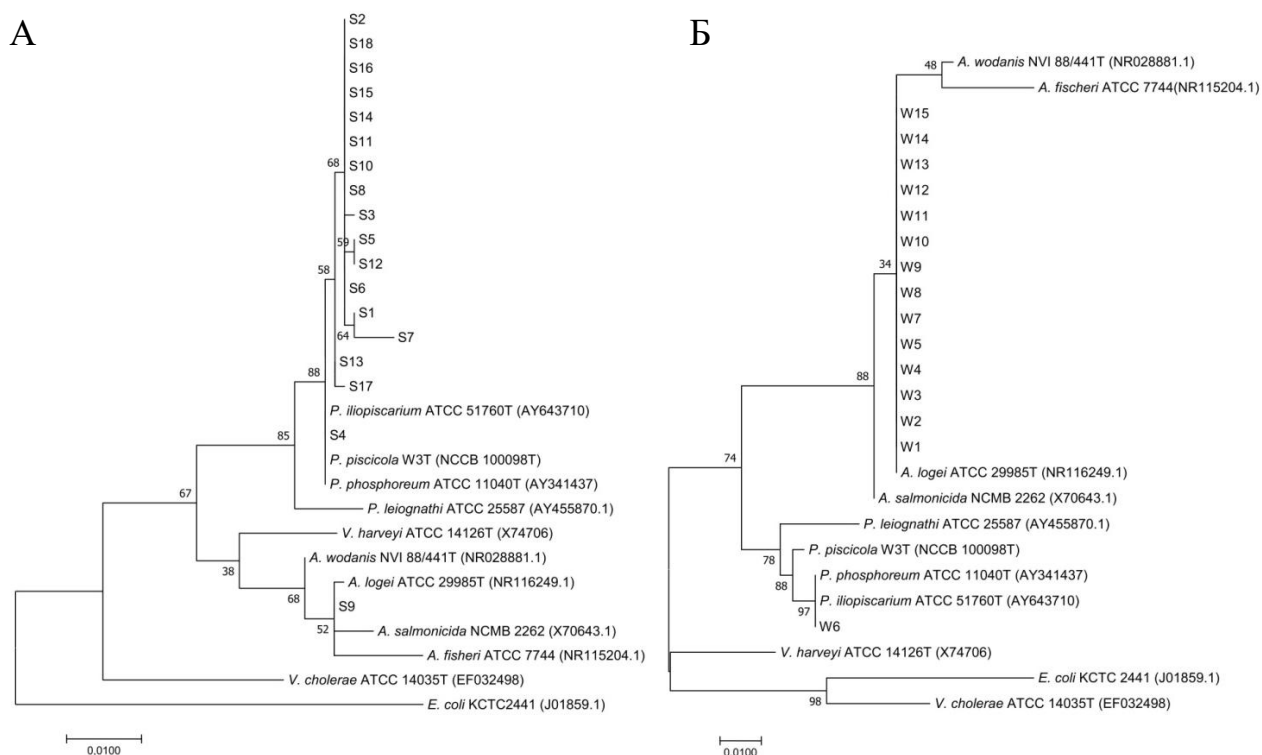 А
S2
S18
S16
S15
S14
S11
S10
68
S8
S3
59
S5
S12
58
S6
S1
64
S7
S13
88
S17
P. iliopiscarium ATCC 51760T (AY643710)
85
S4
P. piscicola W3T (NCCB 100098T)
P. phosphoreum ATCC 11040T (AY341437)
67
P. leiognathi ATCC 25587 (AY455870.1)
V. harveyi ATCC 14126T (X74706)
A. wodanis NVI 88/441T (NR028881.1)
38
A. logei ATCC 29985T (NR116249.1)
68
S9
52
A. salmonicida NCMB 2262 (X70643.1)
A. fisheri ATCC 7744 (NR115204.1)
V. cholerae ATCC 14035T (EF032498)
E. coli KCTC2441 (J01859.1)
0.0100
Б
48
A. wodanis NVI 88/441T (NR028881.1)
A. fischeri ATCC 7744(NR115204.1)
W15
W14
W13
W12
W11
W10
34
W9
W8
W7
W5
88
W4
W3
W2
W1
74
A. logei ATCC 29985T (NR116249.1)
A. salmonicida NCMB 2262 (X70643.1)
P. leiognathi ATCC 25587 (AY455870.1)
P. piscicola W3T (NCCB 100098T)
78
P. phosphoreum ATCC 11040T (AY341437)
88
P. iliopiscarium ATCC 51760T (AY643710)
97
W6
V. harveyi ATCC 14126T (X74706)
E. coli KCTC 2441 (J01859.1)
98
V. cholerae ATCC 14035T (EF032498)
0.0100